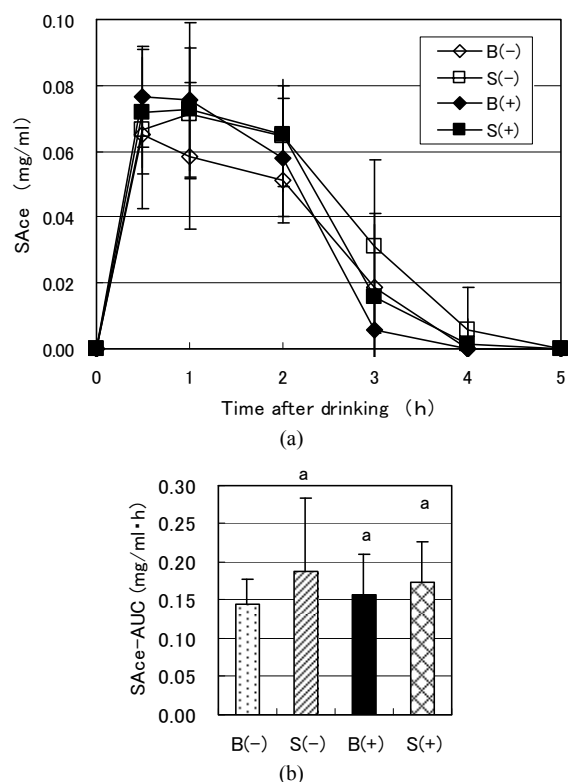 0.10
0.08
0.06
0.04
0.02
0.00
SAce (mg/ml)
B(−)
S(−)
B(+)
S(+)
0 1 2 3 4 5
Time after drinking (h)
(a)
0.30
0.25
0.20
0.15
0.10
0.05
0.00
SAce-AUC (mg/ml•h)
a
a
a
B(−) S(−) B(+) S(+)
(b)